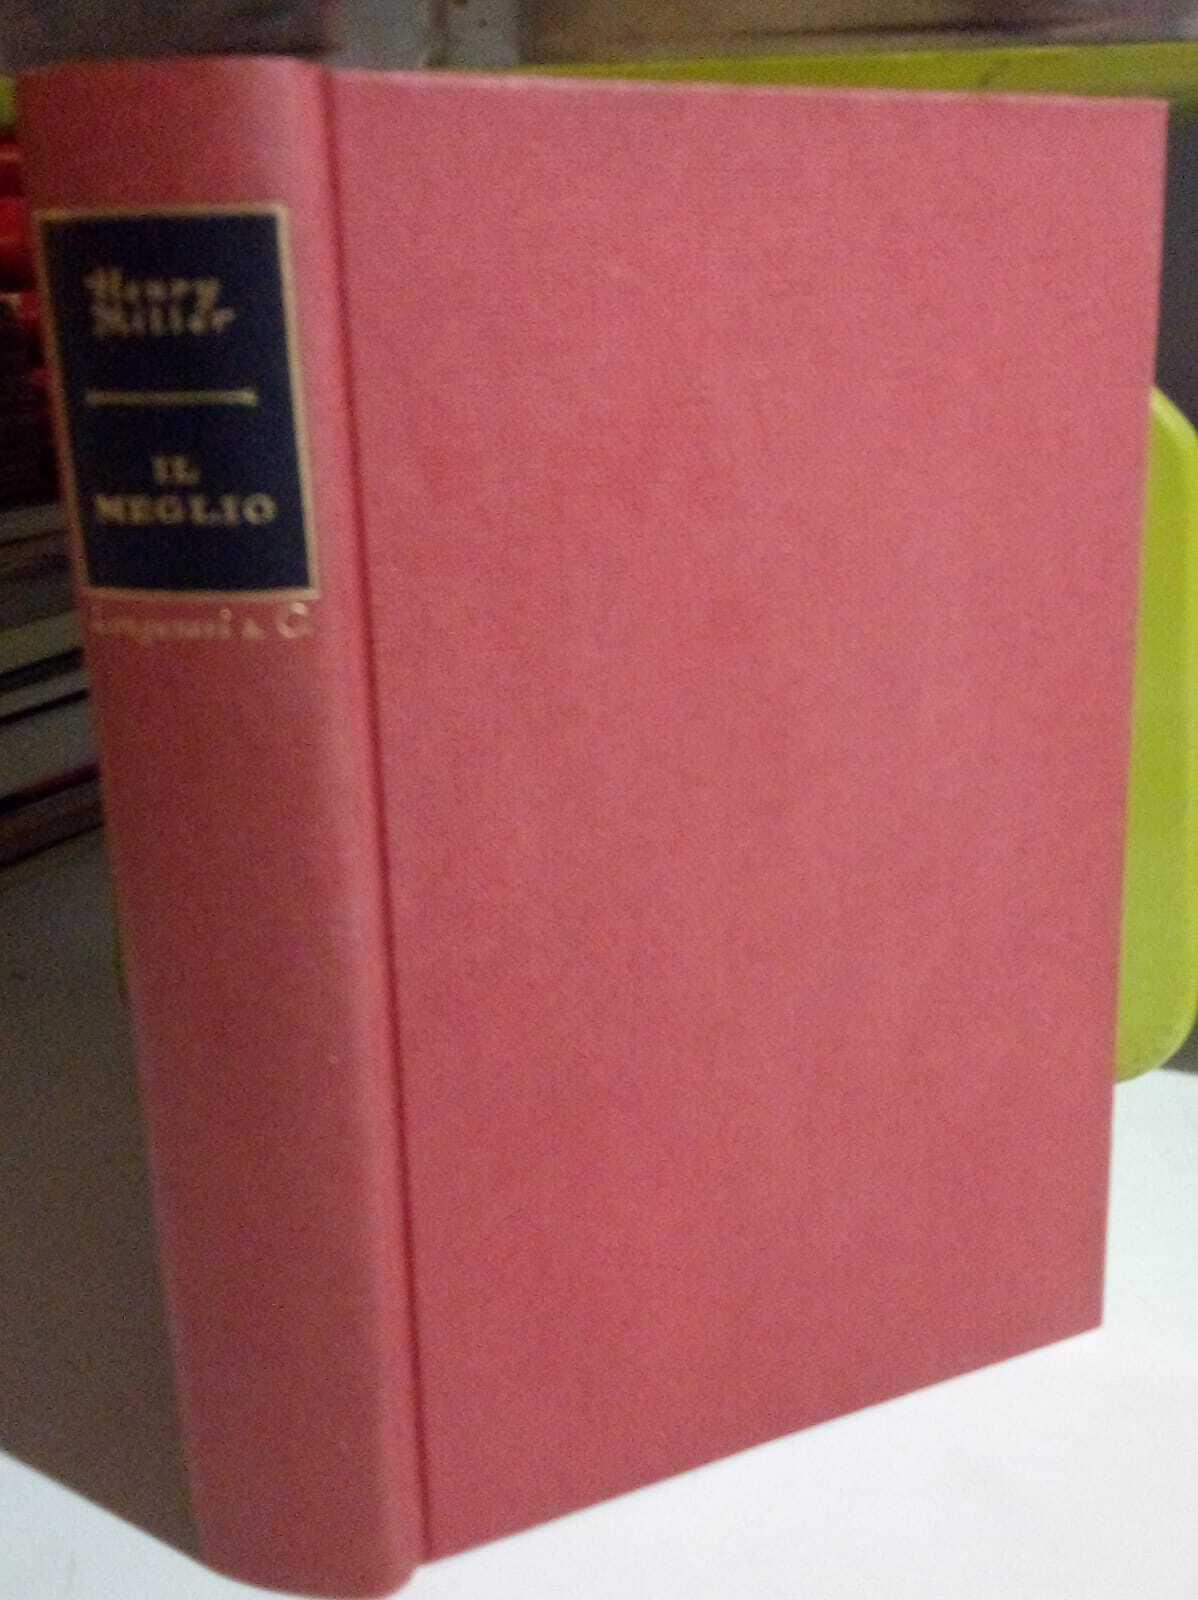 Henry
Miller
IL
MEGLIO
Longanesi & C.